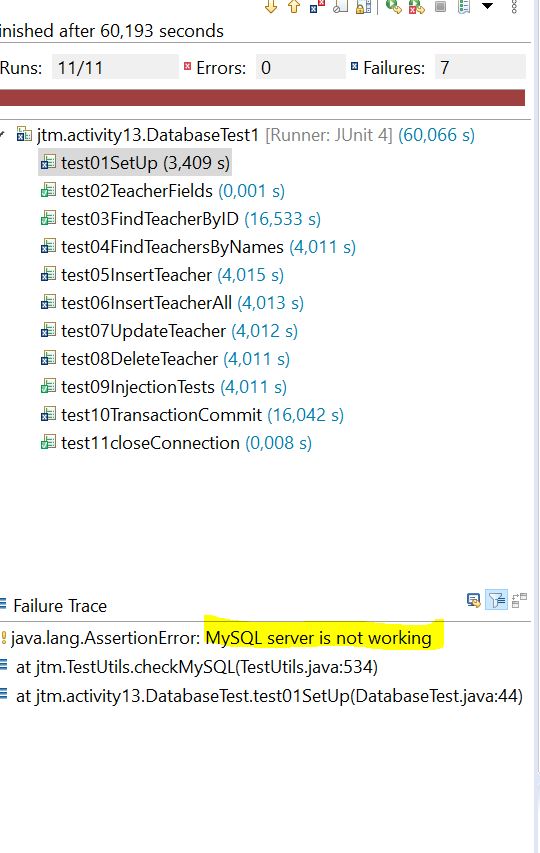 inished after 60,193 seconds
Runs: 11/11 Errors: 0 Failures: 7
jtm.activity13.DatabaseTest1 [Runner: JUnit 4] (60,066 s)
test01SetUp (3,409 s)
test02TeacherFields (0,001 s)
test03FindTeacherByID (16,533 s)
test04FindTeachersByNames (4,011 s)
test05InsertTeacher (4,015 s)
test06InsertTeacherAll (4,013 s)
test07UpdateTeacher (4,012 s)
test08DeleteTeacher (4,011 s)
test09InjectionTests (4,011 s)
test10TransactionCommit (16,042 s)
test11closeConnection (0,008 s)
Failure Trace
java.lang.AssertionError: MySQL server is not working
at jtm.TestUtils.checkMySQL(TestUtils.java:534)
at jtm.activity13.DatabaseTest.test01SetUp(DatabaseTest.java:44)